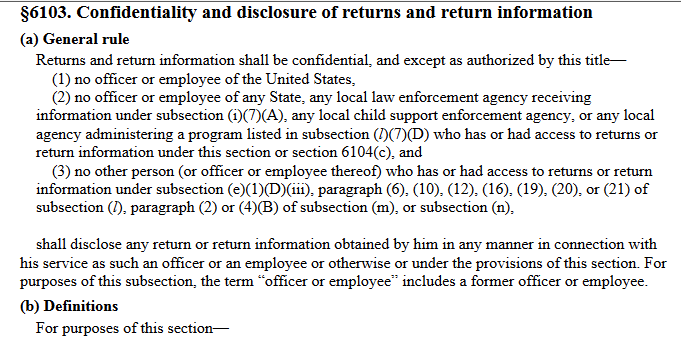 §6103. Confidentiality and disclosure of returns and return information
(a) General rule
Returns and return information shall be confidential, and except as authorized by this title—
(1) no officer or employee of the United States,
(2) no officer or employee of any State, any local law enforcement agency receiving
information under subsection (i)(7)(A), any local child support enforcement agency, or any local
agency administering a program listed in subsection (l)(7)(D) who has or had access to returns or
return information under this section or section 6104(c), and
(3) no other person (or officer or employee thereof) who has or had access to returns or return
information under subsection (e)(1)(D)(iii), paragraph (6), (10), (12), (16), (19), (20), or (21) of
subsection (l), paragraph (2) or (4)(B) of subsection (m), or subsection (n),
shall disclose any return or return information obtained by him in any manner in connection with
his service as such an officer or an employee or otherwise or under the provisions of this section. For
purposes of this subsection, the term “officer or employee” includes a former officer or employee.
(b) Definitions
For purposes of this section—